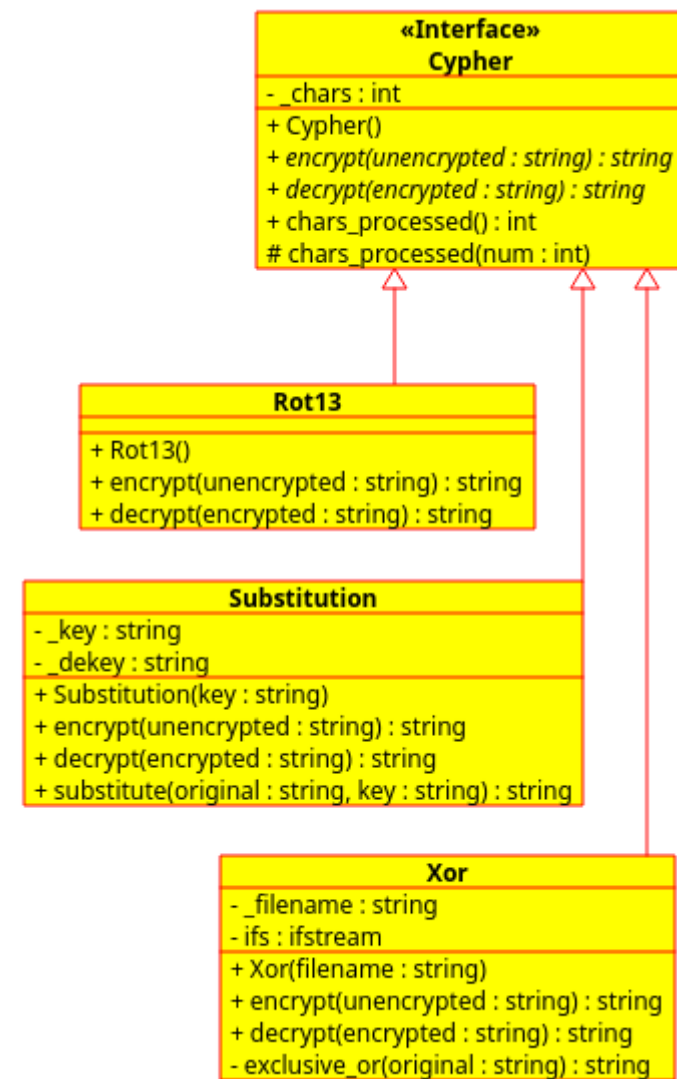 «Interface»
Cypher
- _chars : int
+ Cypher()
+ encrypt(unencrypted : string) : string
+ decrypt(encrypted : string) : string
+ chars_processed() : int
# chars_processed(num : int)
Rot13
+ Rot13()
+ encrypt(unencrypted : string) : string
+ decrypt(encrypted : string) : string
Substitution
- _key : string
- _dekey : string
+ Substitution(key : string)
+ encrypt(unencrypted : string) : string
+ decrypt(encrypted : string) : string
+ substitute(original : string, key : string) : string
Xor
- _filename : string
- ifs : ifstream
+ Xor(filename : string)
+ encrypt(unencrypted : string) : string
+ decrypt(encrypted : string) : string
- exclusive_or(original : string) : string